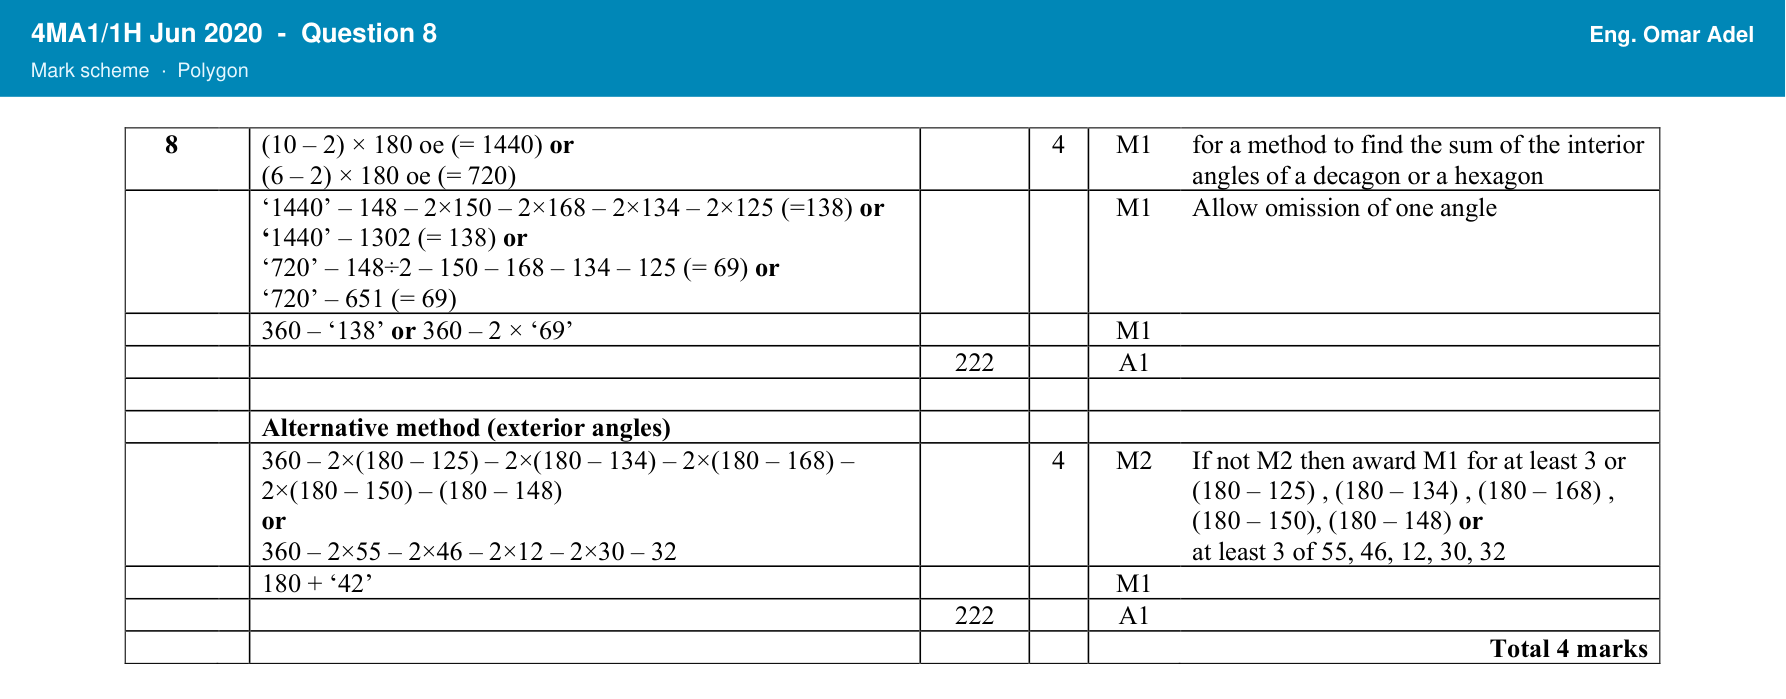 4MA1/1H Jun 2020 - Question 8
Eng. Omar Adel
Mark scheme · Polygon
8
(10 – 2) × 180 oe (= 1440) or
(6 – 2) × 180 oe (= 720)
4
M1
for a method to find the sum of the interior
angles of a decagon or a hexagon
‘1440’ – 148 – 2×150 – 2×168 – 2×134 – 2×125 (=138) or
‘1440’ – 1302 (= 138) or
‘720’ – 148÷2 – 150 – 168 – 134 – 125 (= 69) or
‘720’ – 651 (= 69)
M1
Allow omission of one angle
360 – ‘138’ or 360 – 2 × ‘69’
M1
222
A1
Alternative method (exterior angles)
360 – 2×(180 – 125) – 2×(180 – 134) – 2×(180 – 168) –
2×(180 – 150) – (180 – 148)
or
360 – 2×55 – 2×46 – 2×12 – 2×30 – 32
4
M2
If not M2 then award M1 for at least 3 or
(180 – 125) , (180 – 134) , (180 – 168) ,
(180 – 150), (180 – 148) or
at least 3 of 55, 46, 12, 30, 32
180 + ‘42’
M1
222
A1
Total 4 marks